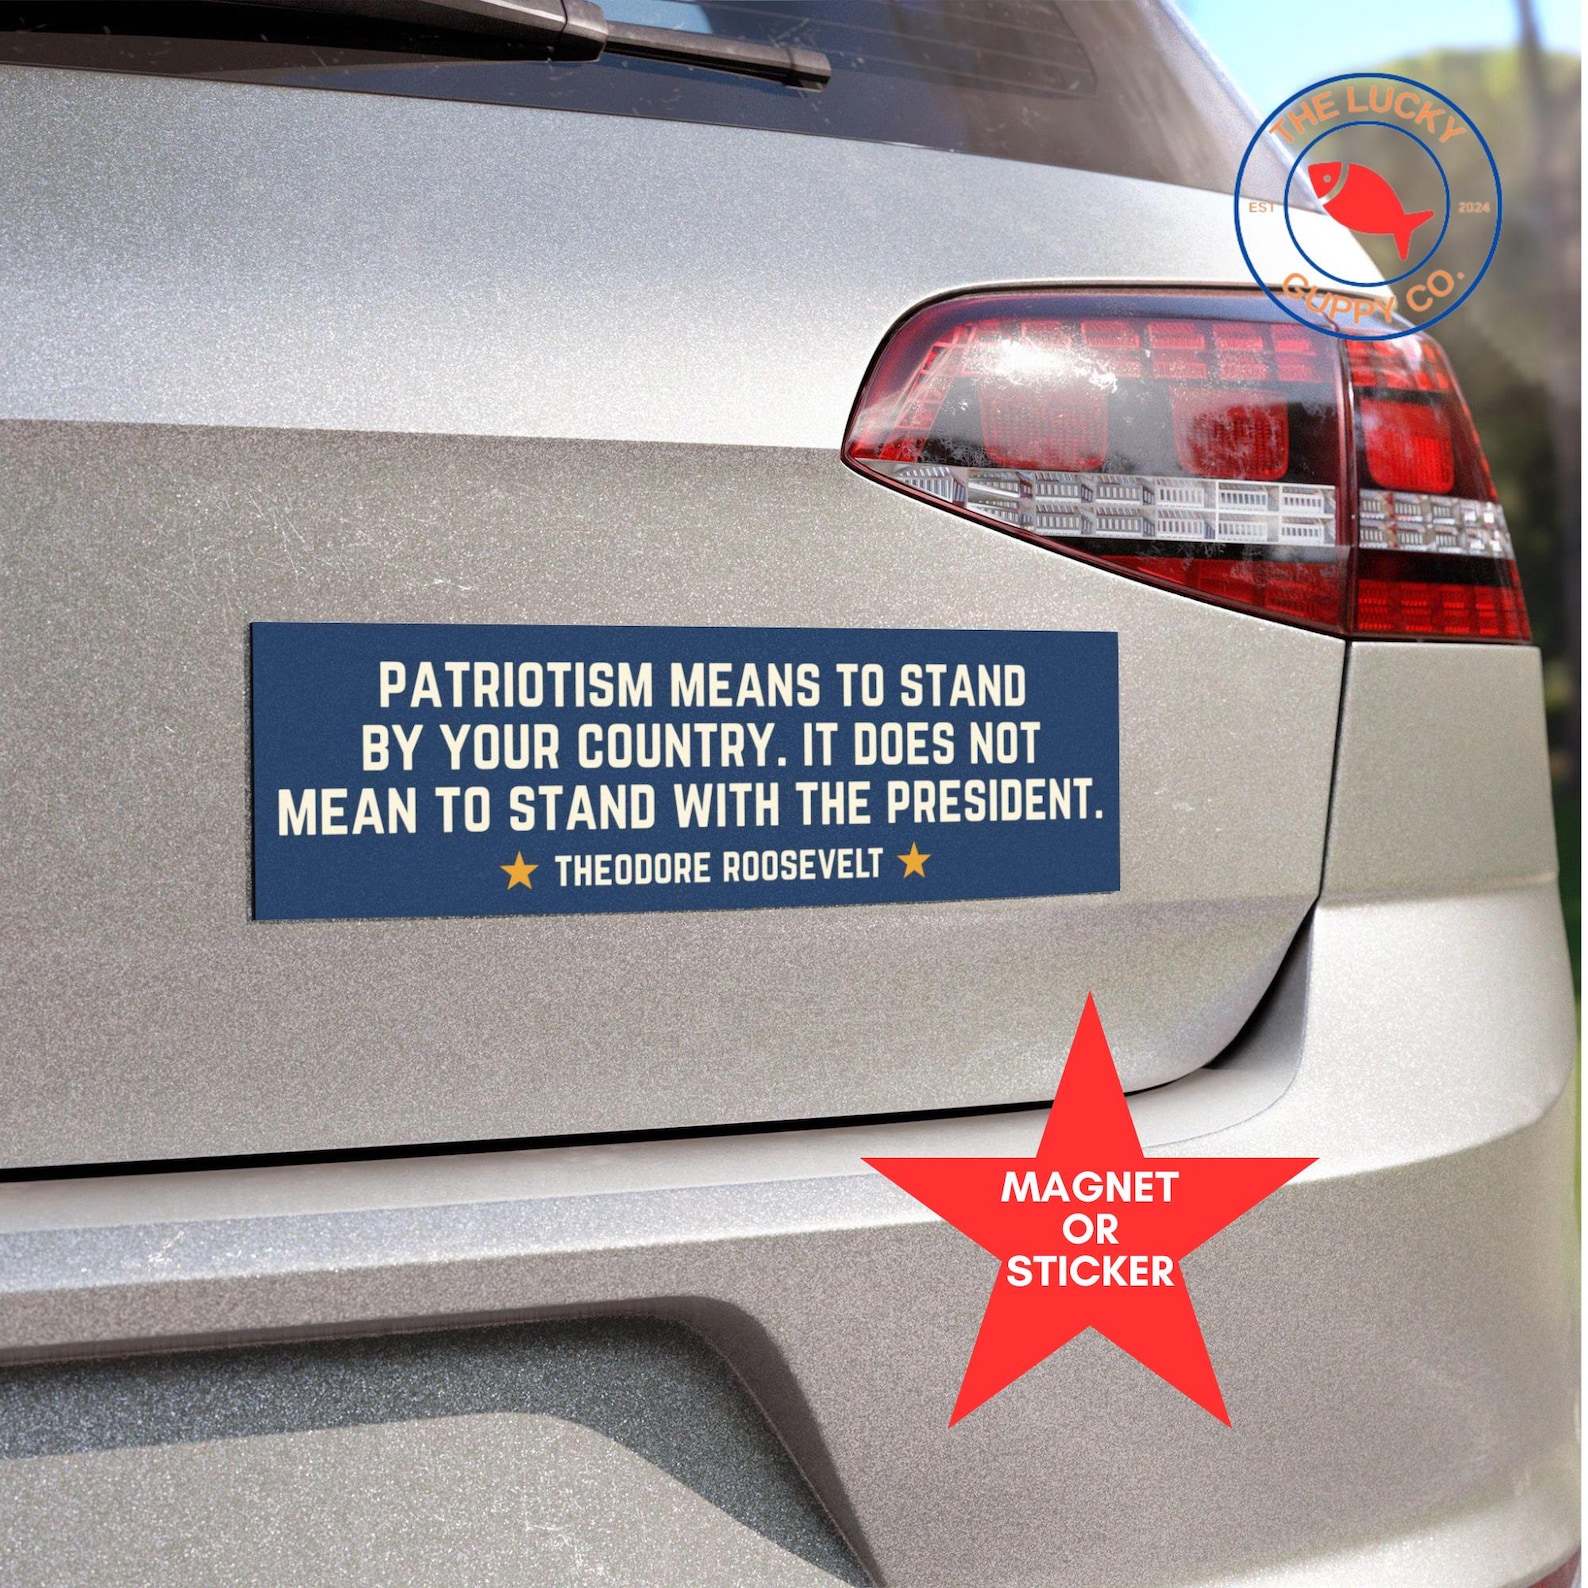 THE LUCKY
EST 2024
GUPPY CO.
PATRIOTISM MEANS TO STAND
BY YOUR COUNTRY. IT DOES NOT
MEAN TO STAND WITH THE PRESIDENT.
THEODORE ROOSEVELT
MAGNET
OR
STICKER